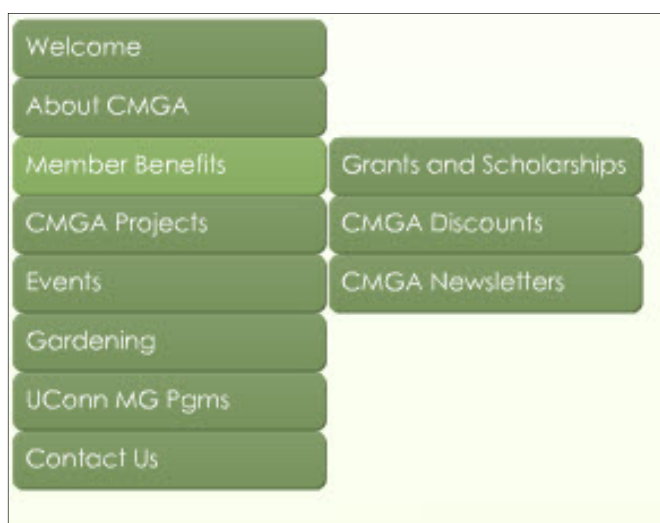 Welcome
About CMGA
Member Benefits
Grants and Scholarships
CMGA Projects
CMGA Discounts
Events
CMGA Newsletters
Gardening
UConn MG Pgms
Contact Us